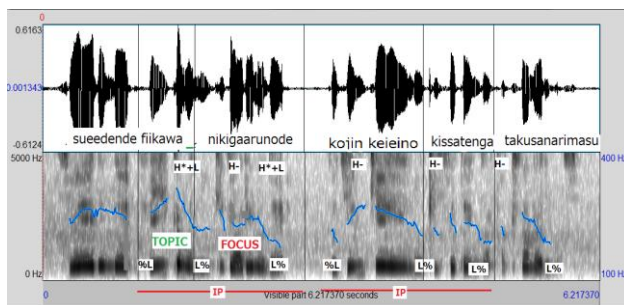 0
0.6163
0.001343
-0.6124
sueedende fiikawa nikigaarunode kojin keieino kissatenga takusanarimasu
5000 Hz 400 Hz
H*+L H- H*+L H- H- H-
TOPIC FOCUS
%L L% L% %L L% L% L%
0 Hz 100 Hz
IP IP
0 Visible part 6.217370 seconds 6.217370